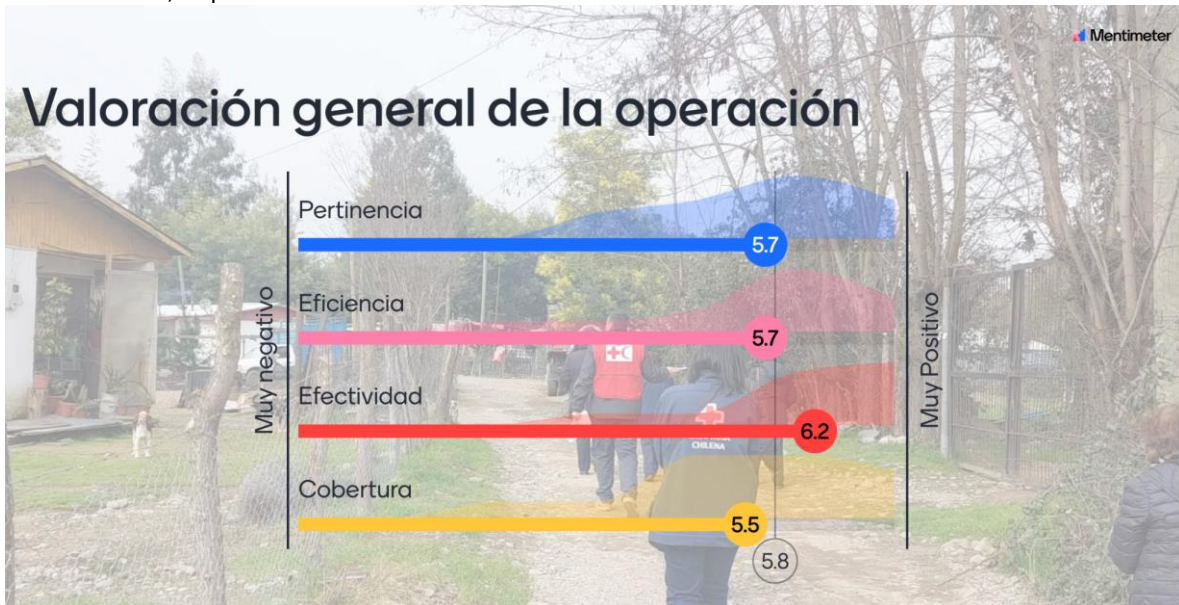 Mentimeter
Valoración general de la operación
Muy negativo
Pertinencia
5.7
Eficiencia
5.7
Efectividad
6.2
Cobertura
5.5
5.8
Muy Positivo
CHILENA